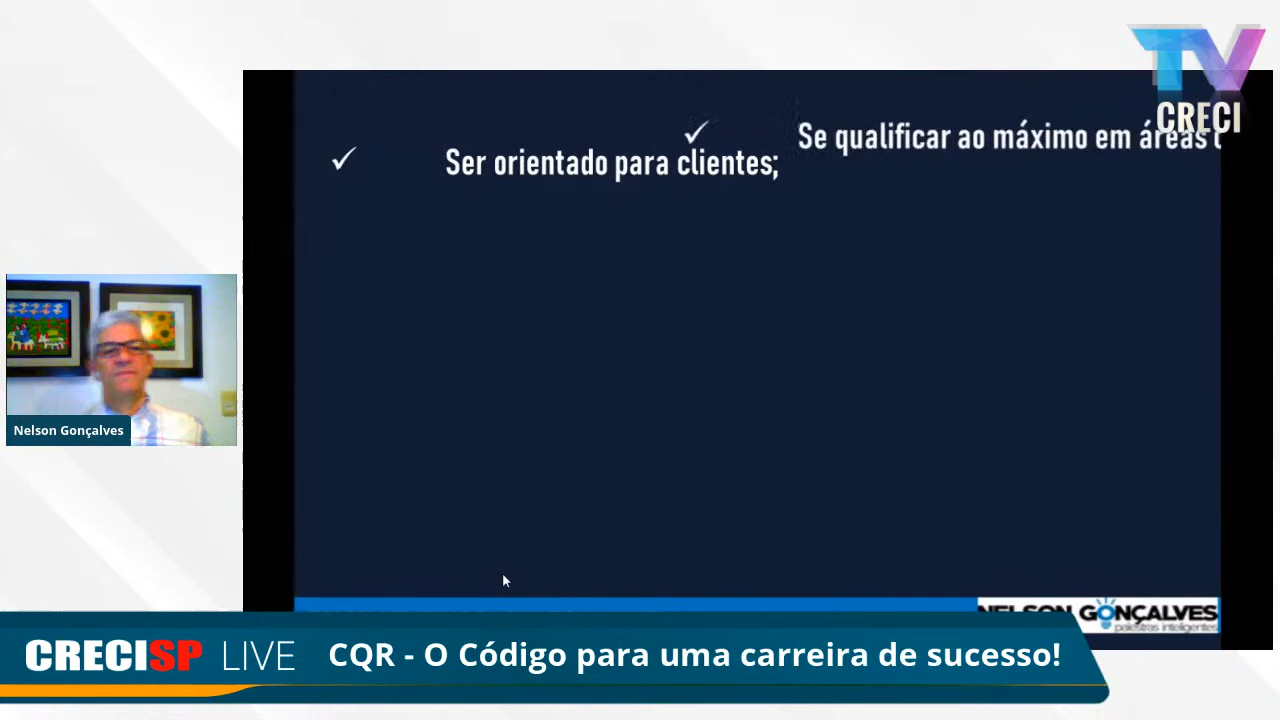 TV
CRECI
Se qualificar ao máximo em áreas
Ser orientado para clientes;
Nelson Gonçalves
NELSON GONÇALVES
palestras inteligentes
CRECISP LIVE
CQR - O Código para uma carreira de sucesso!